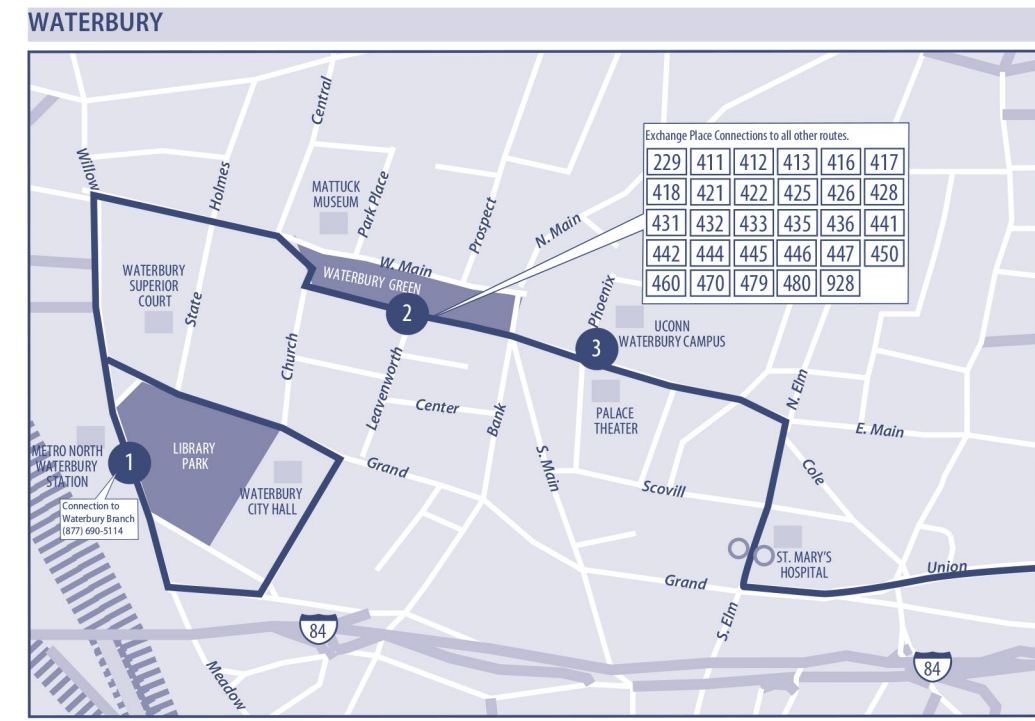 WATERBURY
Willow
Holmes
Central
MATTUCK
MUSEUM
Park Place
Prospect
N. Main
W. Main
WATERBURY GREEN
Exchange Place Connections to all other routes.
229 411 412 413 416 417
418 421 422 425 426 428
431 432 433 435 436 441
442 444 445 446 447 450
460 470 479 480 928
WATERBURY
SUPERIOR
COURT
State
Church
2
Leavenworth
Center
Bank
Phoenix
3
UCONN
WATERBURY CAMPUS
PALACE
THEATER
N. Elm
E. Main
Cole
S. Main
Scovill
METRO NORTH
WATERBURY
STATION
1
LIBRARY
PARK
Grand
WATERBURY
CITY HALL
Connection to
Waterbury Branch
(877) 690-5114
ST. MARY'S
HOSPITAL
Union
Grand
S. Elm
84
84
Meadow